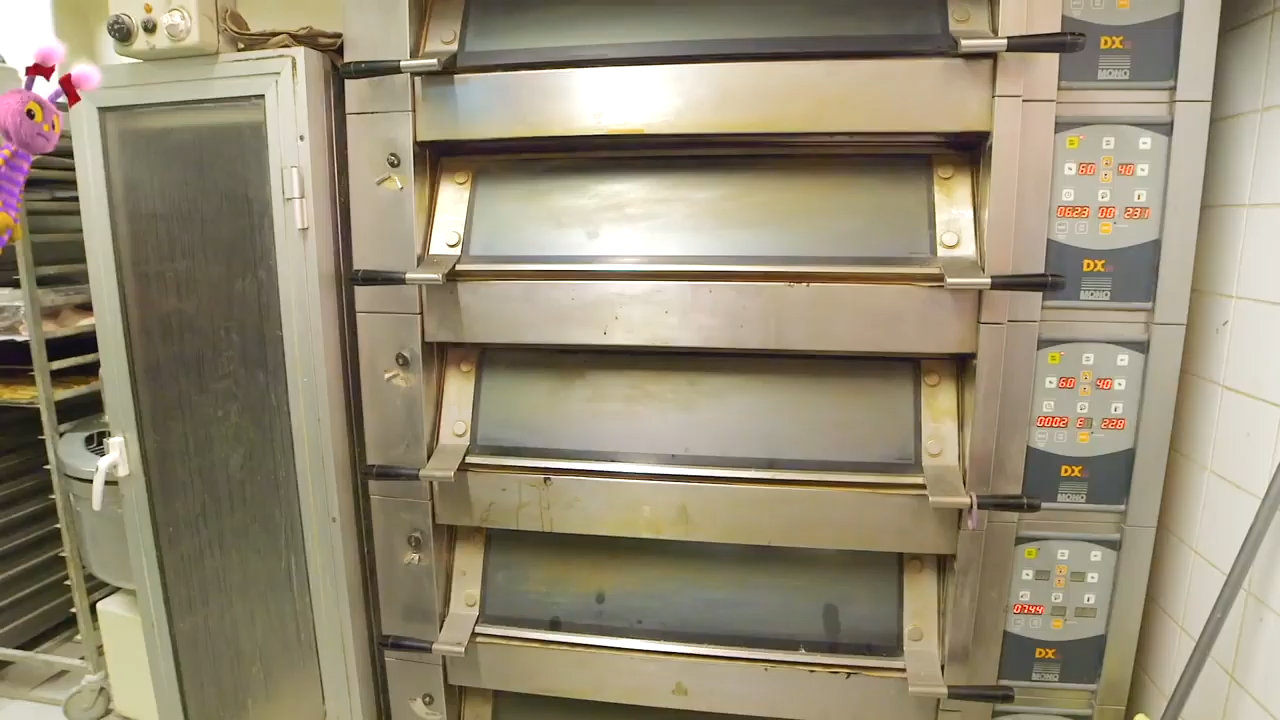 DX
MONO
60 40
0623 00 231
DX
MONO
60 40
0002 E 228
DX
MONO
0744
DX
MONO